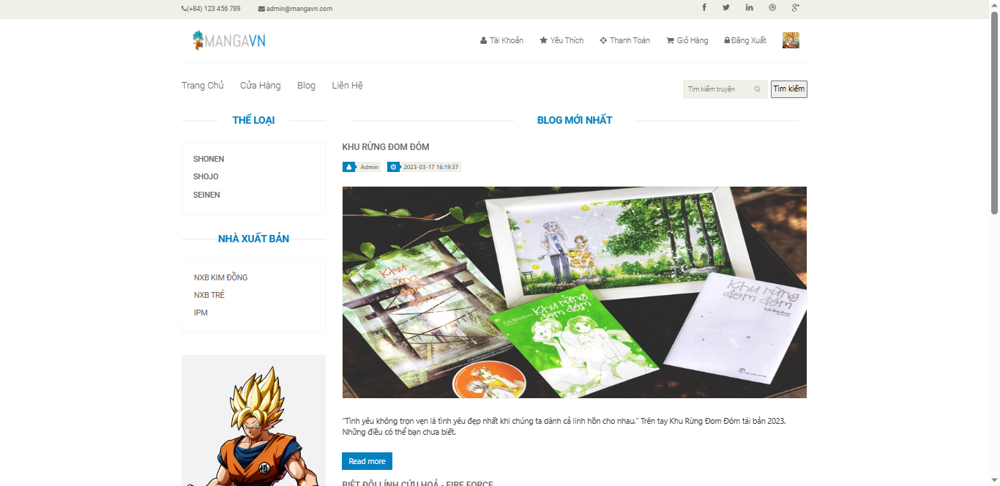 (+84) 123 456 789 admin@mangavn.com
MANGAVN
Tài Khoản Yêu Thích Thanh Toán Giỏ Hàng Đăng Xuất
Trang Chủ Cửa Hàng Blog Liên Hệ
Tìm kiếm truyện Tìm kiếm
THỂ LOẠI
SHONEN
SHOJO
SEINEN
NHÀ XUẤT BẢN
NXB KIM ĐỒNG
NXB TRẺ
IPM
BLOG MỚI NHẤT
KHU RỪNG ĐOM ĐÓM
Admin 2023-03-17 16:19:37
Khu
rừng
đom
đóm
Khu rừng
đom đóm
Khu rừng
đom đóm
“Tình yêu không trọn vẹn là tình yêu đẹp nhất khi chúng ta dành cả linh hồn cho nhau.” Trên tay Khu Rừng Đom Đóm tái bản 2023.
Những điều có thể bạn chưa biết.
Read more
BIỆT ĐỘI LÍNH CỨU HOẢ - FIRE FORCE